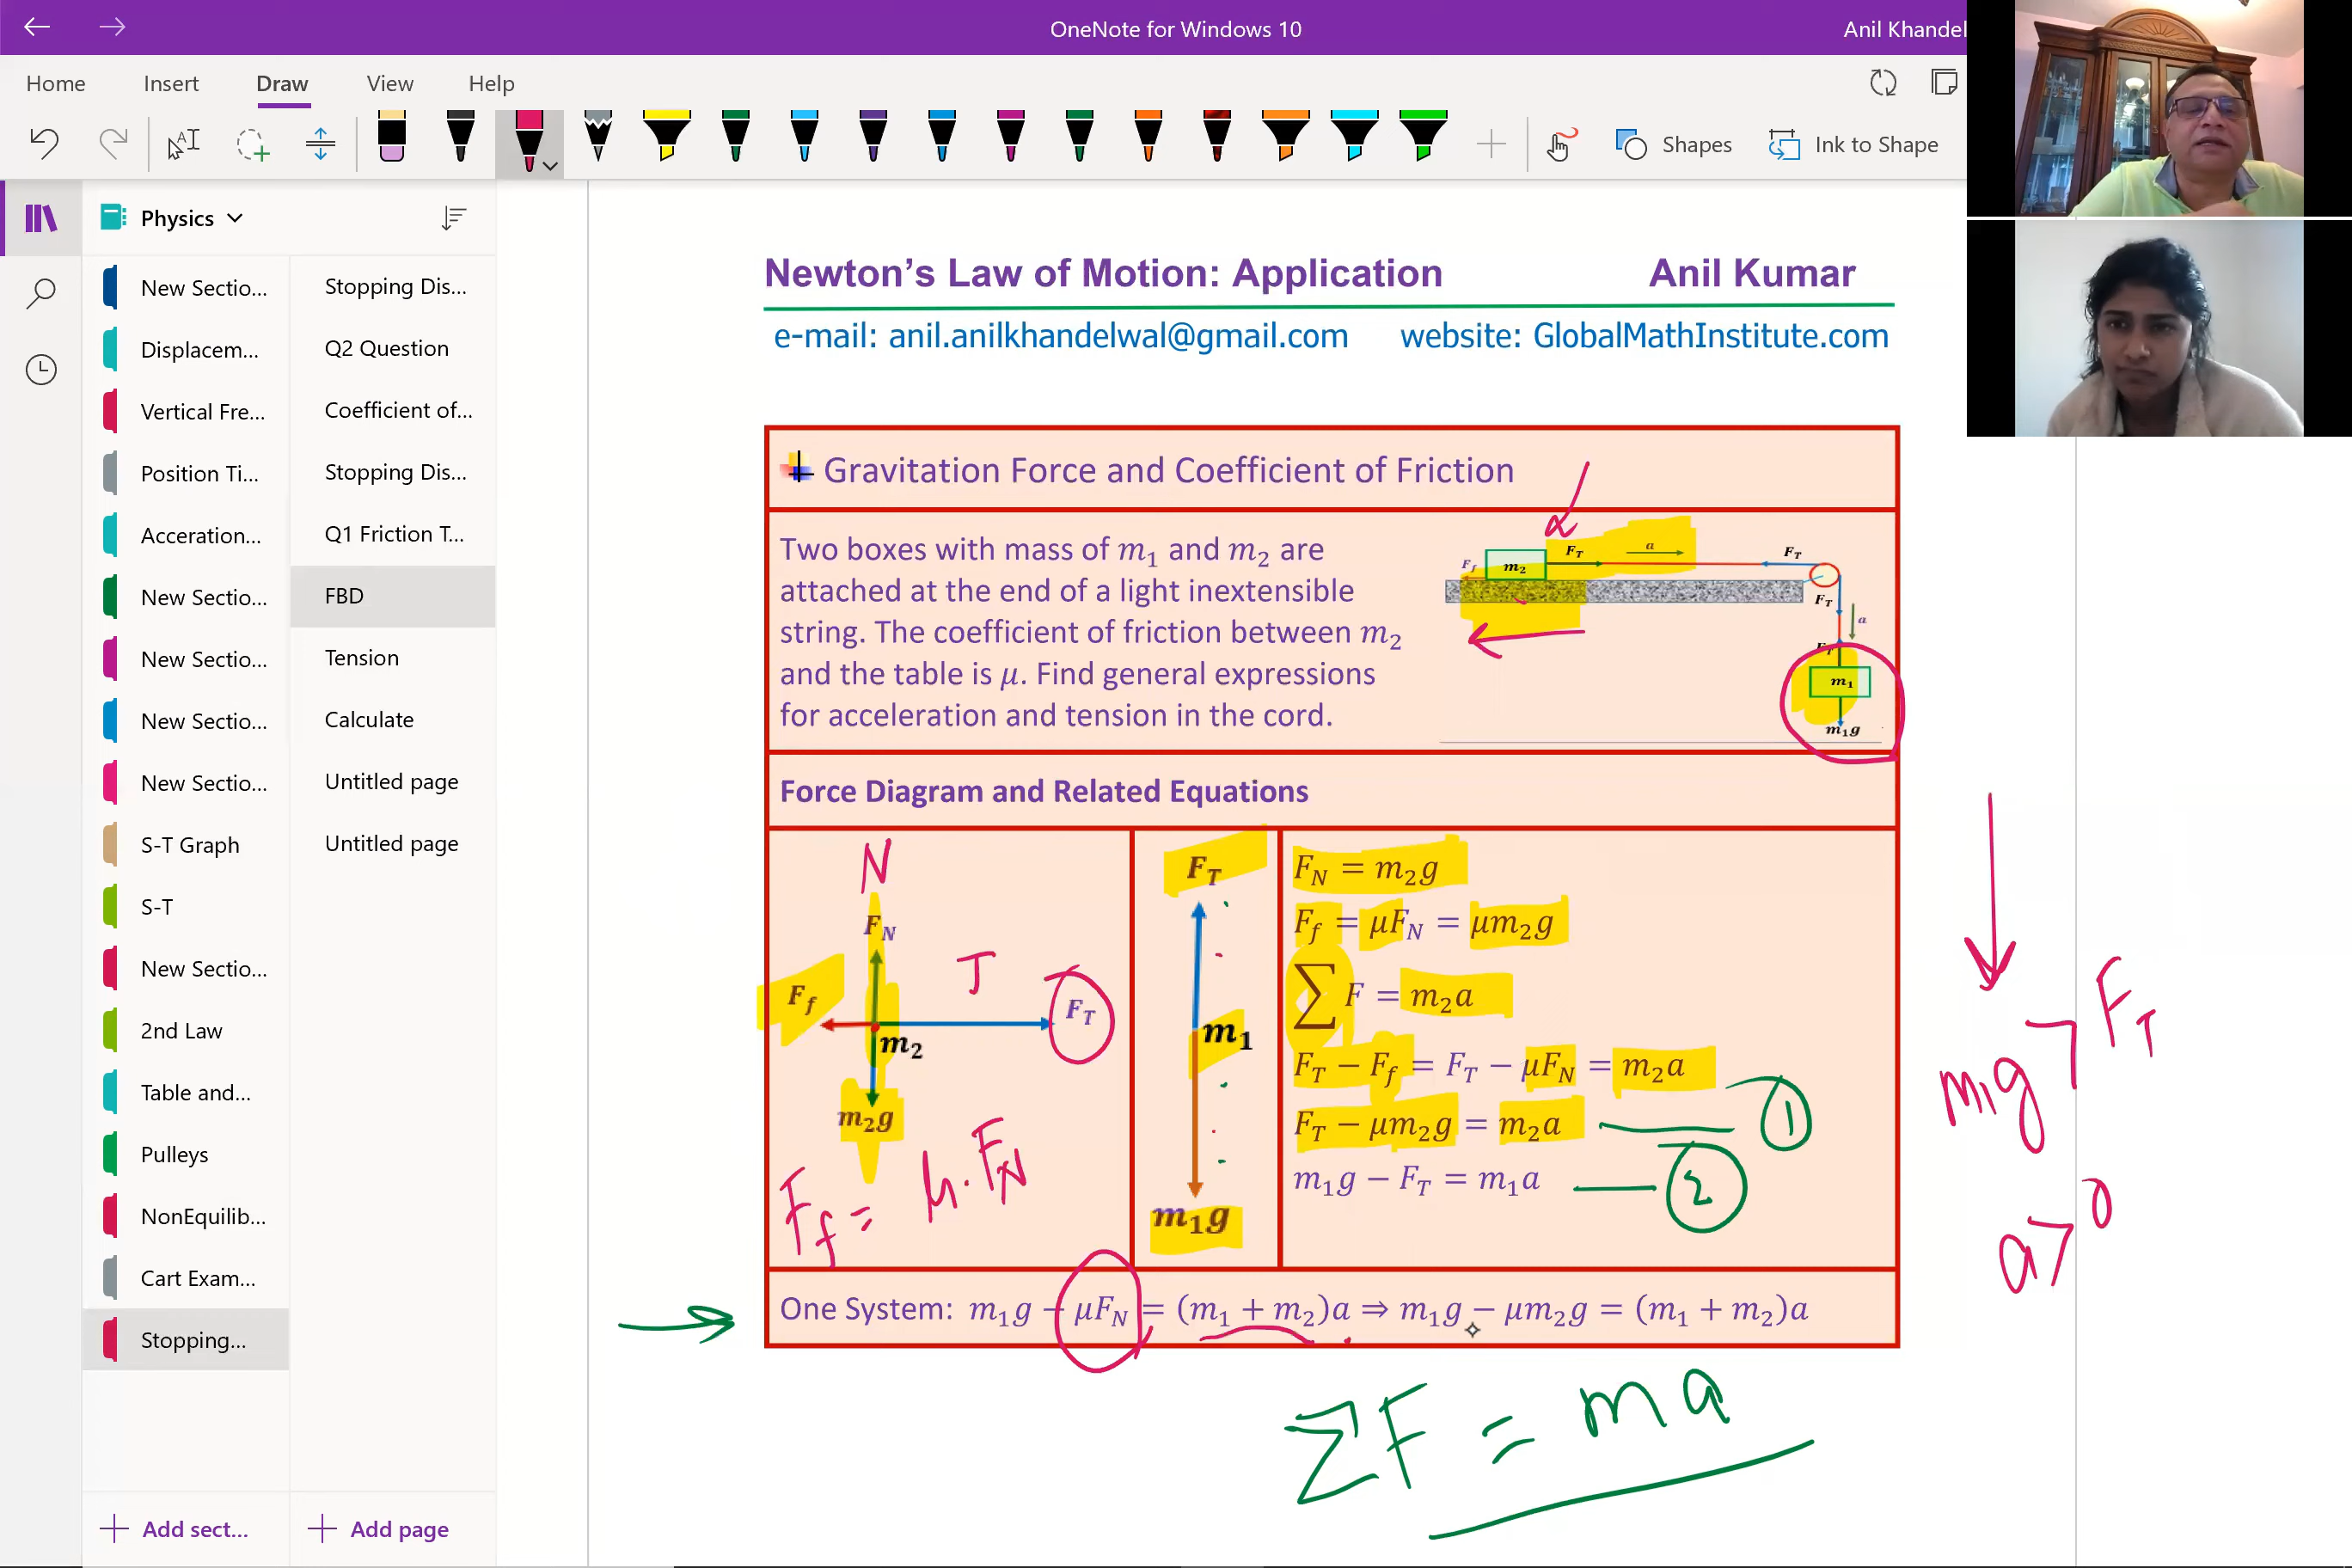 OneNote for Windows 10
Anil Khandel
Home Insert Draw View Help
Shapes
Ink to Shape
Physics
New Sectio...
Displacem...
Vertical Fre...
Position Ti...
Acceration...
New Sectio...
New Sectio...
New Sectio...
New Sectio...
S-T Graph
S-T
New Sectio...
2nd Law
Table and...
Pulleys
NonEquilib...
Cart Exam...
Stopping...
Add sect...
Stopping Dis...
Q2 Question
Coefficient of...
Stopping Dis...
Q1 Friction T...
FBD
Tension
Calculate
Untitled page
Untitled page
Add page
Newton's Law of Motion: Application Anil Kumar
e-mail: anil.anilkhandelwal@gmail.com website: GlobalMathInstitute.com
Gravitation Force and Coefficient of Friction
Two boxes with mass of m₁ and m₂ are
attached at the end of a light inextensible
string. The coefficient of friction between m₂
and the table is μ. Find general expressions
for acceleration and tension in the cord.
F_f m₂ F_T a F_T
F_T
a
F_T
m₁
m₁g
Force Diagram and Related Equations
N
F_N
F_f T F_T
m₂
m₂g
F_f = μ·F_N
F_T
m₁
m₁g
F_N = m₂g
F_f = μF_N = μm₂g
∑F = m₂a
F_T − F_f = F_T − μF_N = m₂a
F_T − μm₂g = m₂a ①
m₁g − F_T = m₁a ②
One System: m₁g − μF_N = (m₁ + m₂)a ⇒ m₁g − μm₂g = (m₁ + m₂)a
ΣF = ma
m₁g > F_T
a > 0